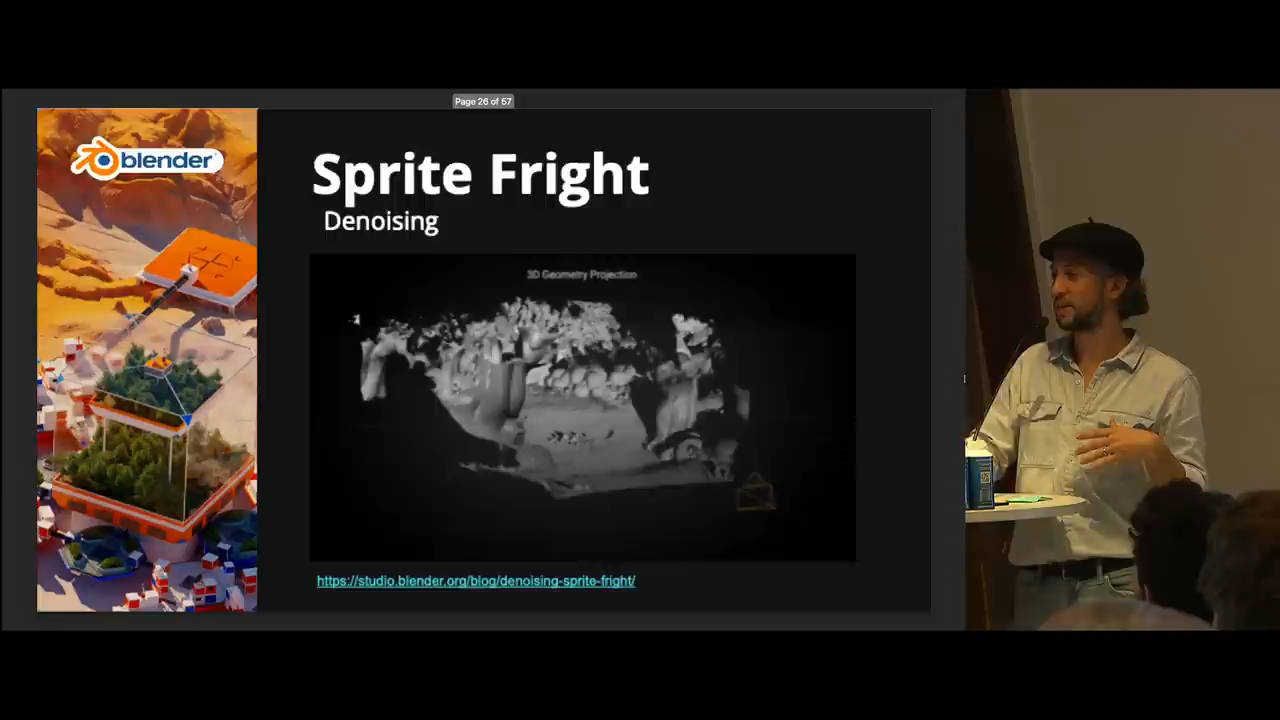 Page 26 of 57
blender
Sprite Fright
Denoising
3D Geometry Projection
https://studio.blender.org/blog/denoising-sprite-fright/